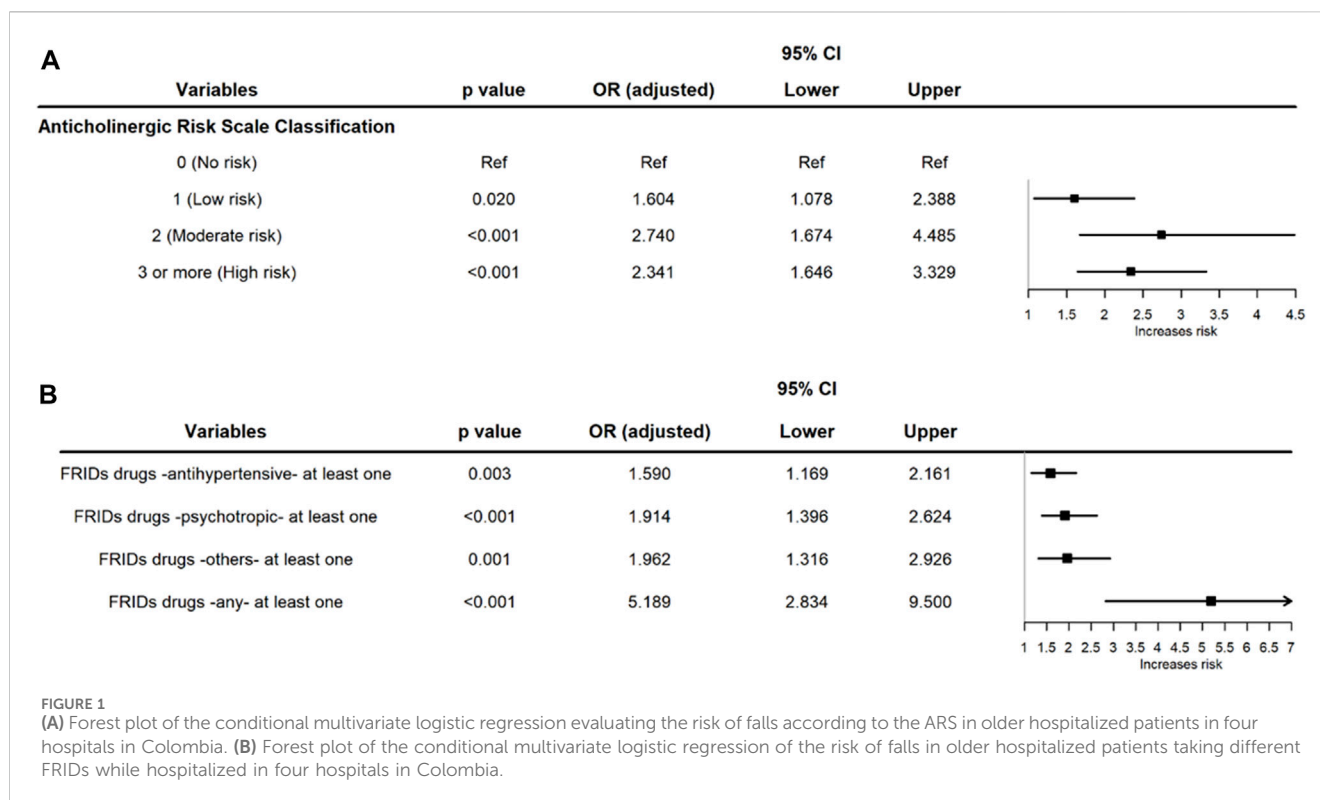 A
95% CI
Variables p value OR (adjusted) Lower Upper
Anticholinergic Risk Scale Classification
0 (No risk) Ref Ref Ref Ref
1 (Low risk) 0.020 1.604 1.078 2.388
2 (Moderate risk) <0.001 2.740 1.674 4.485
3 or more (High risk) <0.001 2.341 1.646 3.329
1 1.5 2 2.5 3 3.5 4 4.5
Increases risk
B
95% CI
Variables p value OR (adjusted) Lower Upper
FRIDs drugs -antihypertensive- at least one 0.003 1.590 1.169 2.161
FRIDs drugs -psychotropic- at least one <0.001 1.914 1.396 2.624
FRIDs drugs -others- at least one 0.001 1.962 1.316 2.926
FRIDs drugs -any- at least one <0.001 5.189 2.834 9.500
1 1.5 2 2.5 3 3.5 4 4.5 5 5.5 6 6.5 7
Increases risk
FIGURE 1
(A) Forest plot of the conditional multivariate logistic regression evaluating the risk of falls according to the ARS in older hospitalized patients in four
hospitals in Colombia. (B) Forest plot of the conditional multivariate logistic regression of the risk of falls in older hospitalized patients taking different
FRIDs while hospitalized in four hospitals in Colombia.